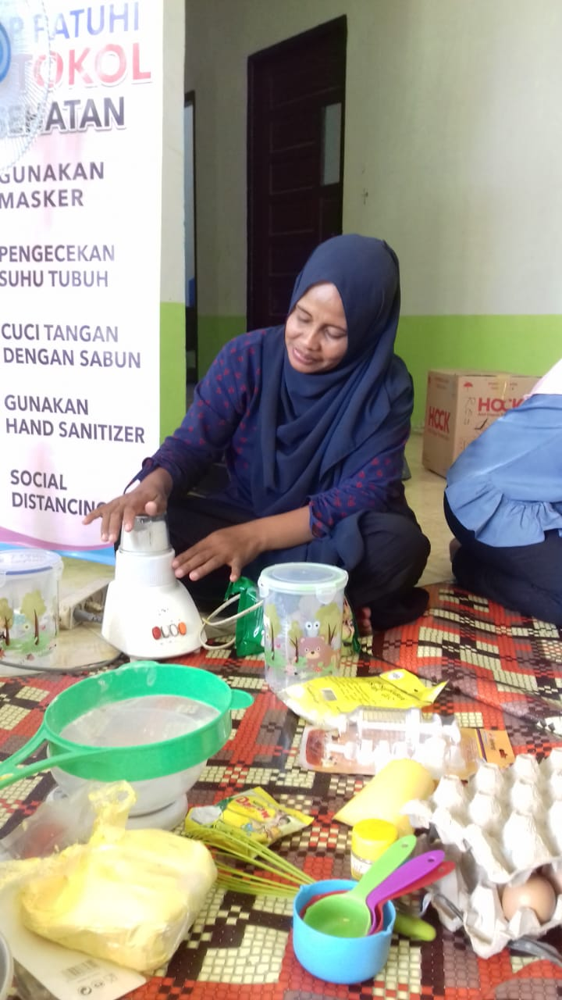 P PATUHI
TOKOL
SEHATAN
GUNAKAN
MASKER
PENGECEKAN
SUHU TUBUH
CUCI TANGAN
DENGAN SABUN
GUNAKAN
HAND SANITIZER
SOCIAL
DISTANCING
HOCK
HOCK